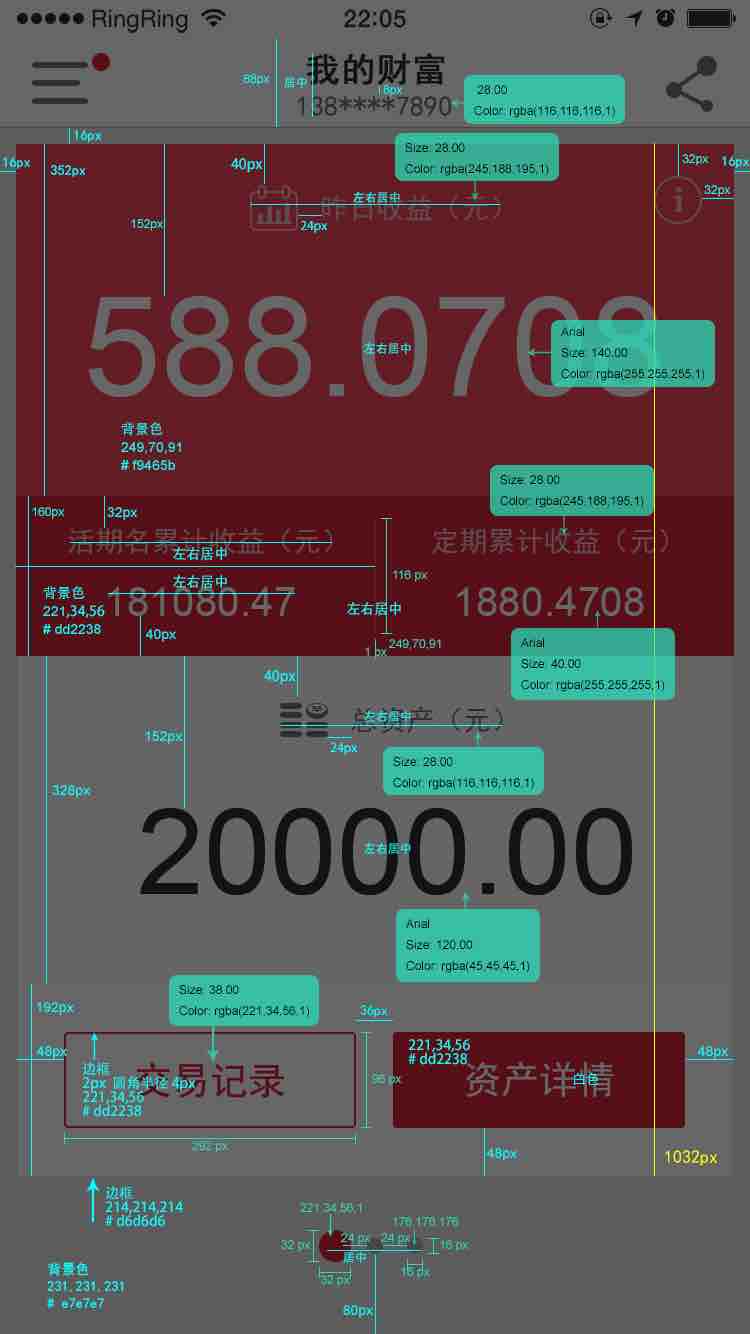 RingRing
22:05
88px
居中
我的财富
18px
138****7890
28.00
Color: rgba(116,116,116,1)
16px
Size: 28.00
Color: rgba(245,188,195,1)
16px
352px
40px
32px
16px
32px
左右居中
昨日收益（元）
152px
24px
588.0708
左右居中
Arial
Size: 140.00
Color: rgba(255,255,255,1)
背景色
249,70,91
# f9465b
Size: 28.00
Color: rgba(245,188,195,1)
160px
32px
活期名累计收益（元）
定期累计收益（元）
左右居中
左右居中
116 px
背景色
221,34,56
# dd2238
181080.47
左右居中
1880.4708
40px
249,70,91
1 px
Arial
Size: 40.00
Color: rgba(255,255,255,1)
40px
总资产（元）
左右居中
152px
24px
Size: 28.00
Color: rgba(116,116,116,1)
328px
20000.00
左右居中
Arial
Size: 120.00
Color: rgba(45,45,45,1)
Size: 38.00
Color: rgba(221,34,56,1)
192px
36px
48px
221,34,56
# dd2238
48px
交易记录
边框
2px 圆角半径 4px
221,34,56
# dd2238
96 px
资产详情
白色
292 px
48px
1032px
边框
214,214,214
# d6d6d6
221,34,56,1
176,176,176
32 px
24 px
24 px
16 px
居中
32 px
16 px
背景色
231,231,231
# e7e7e7
80px